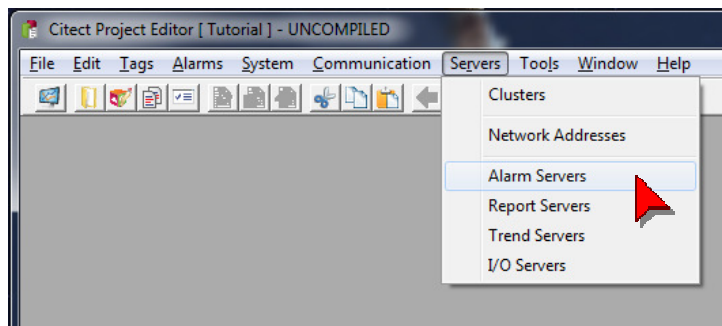 Citect Project Editor [ Tutorial ] - UNCOMPILED
File Edit Tags Alarms System Communication Servers Tools Window Help
Clusters
Network Addresses
Alarm Servers
Report Servers
Trend Servers
I/O Servers